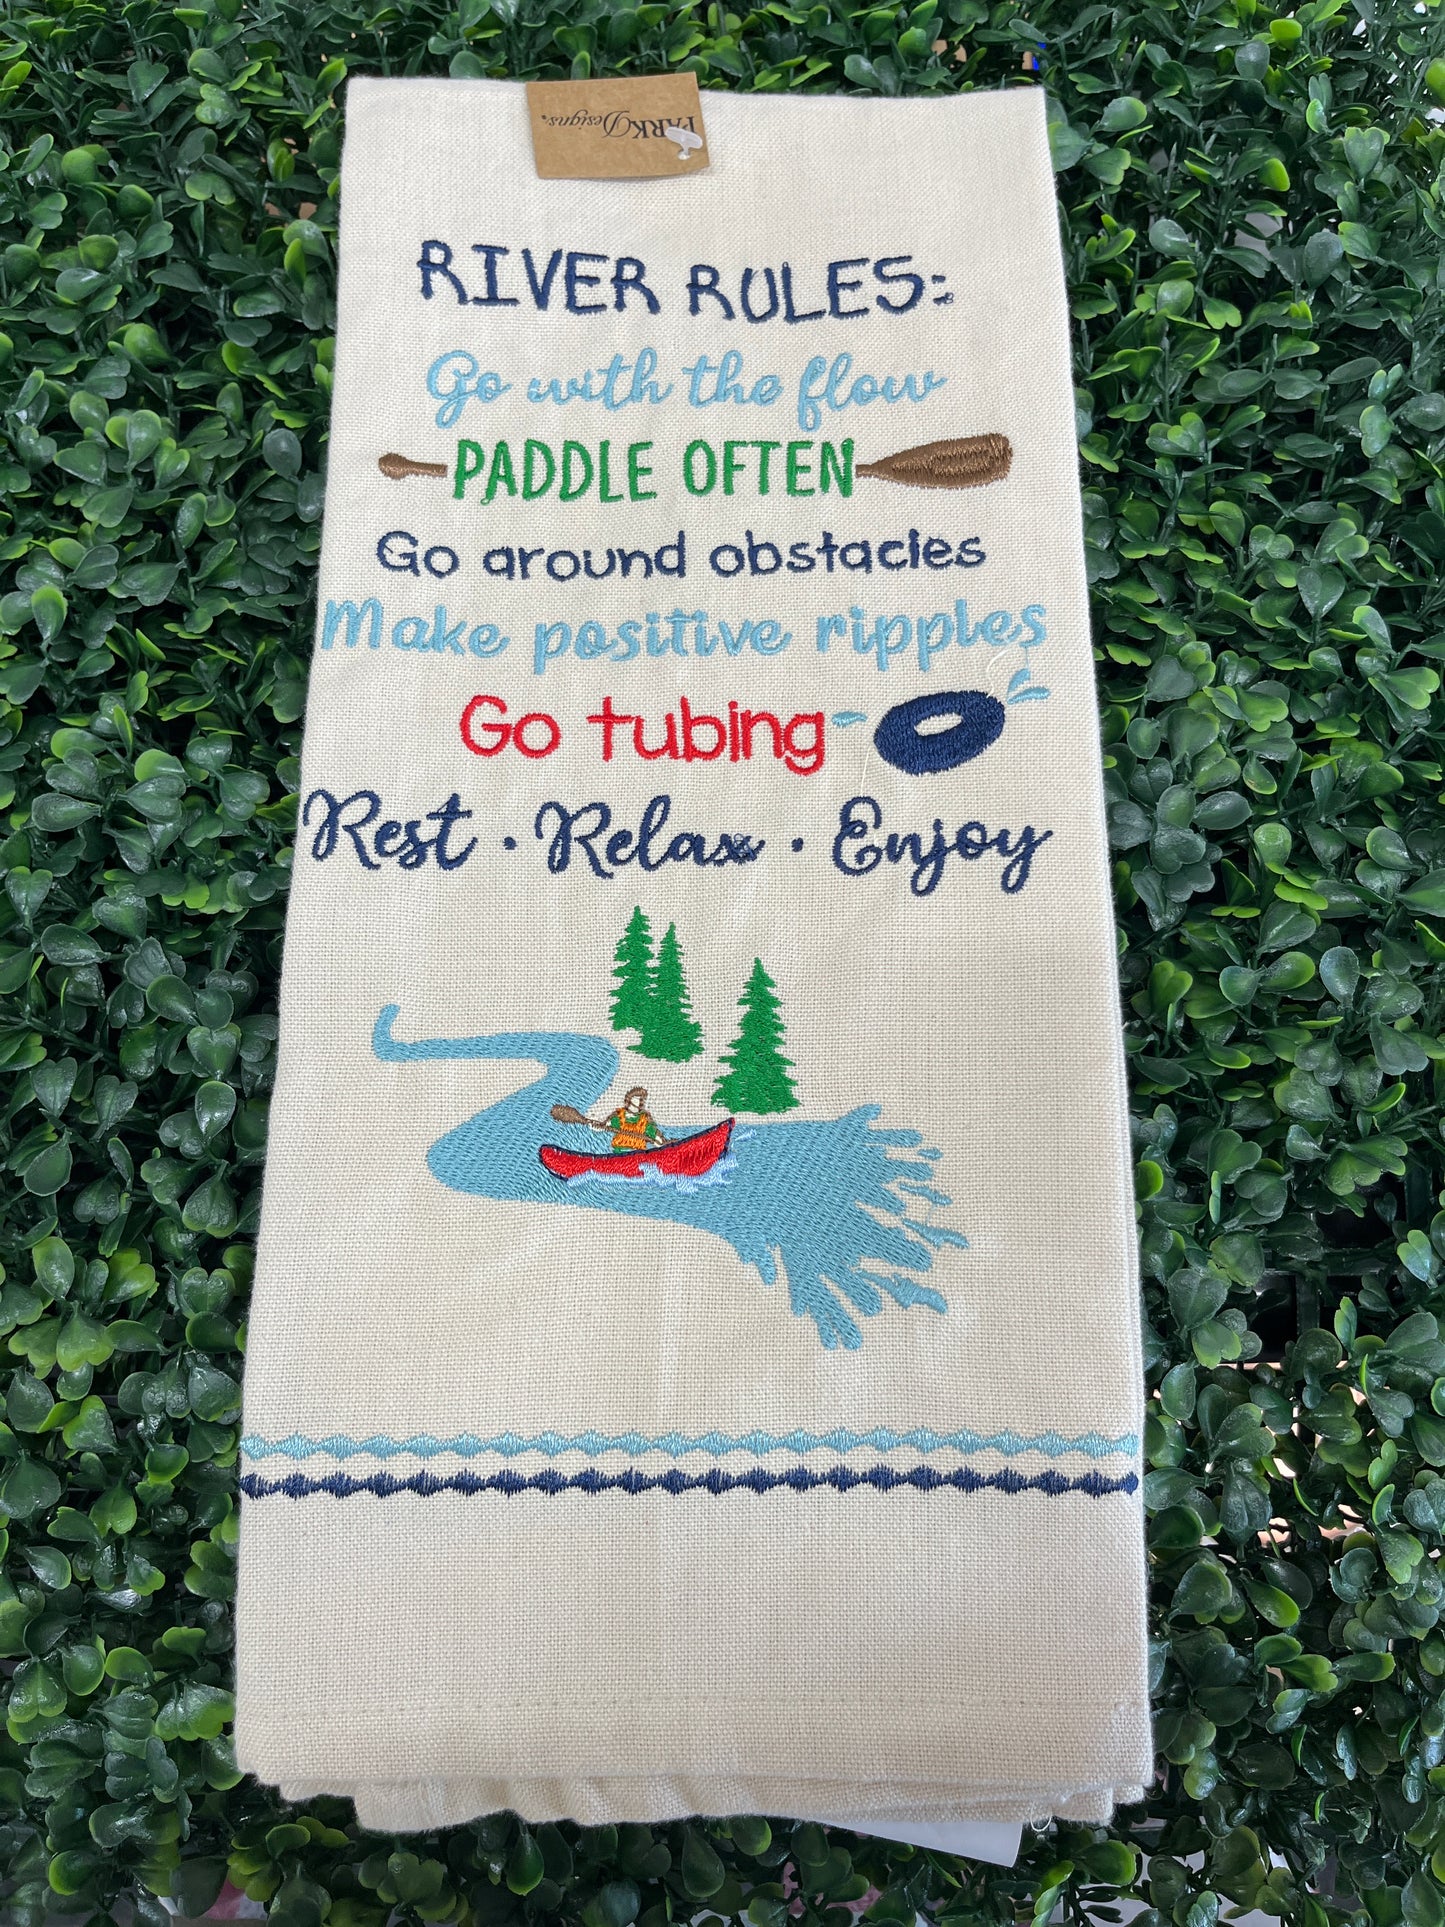 PARK Designs.
RIVER RULES:
Go with the flow
PADDLE OFTEN
Go around obstacles
Make positive ripples
Go tubing
Rest · Relax · Enjoy